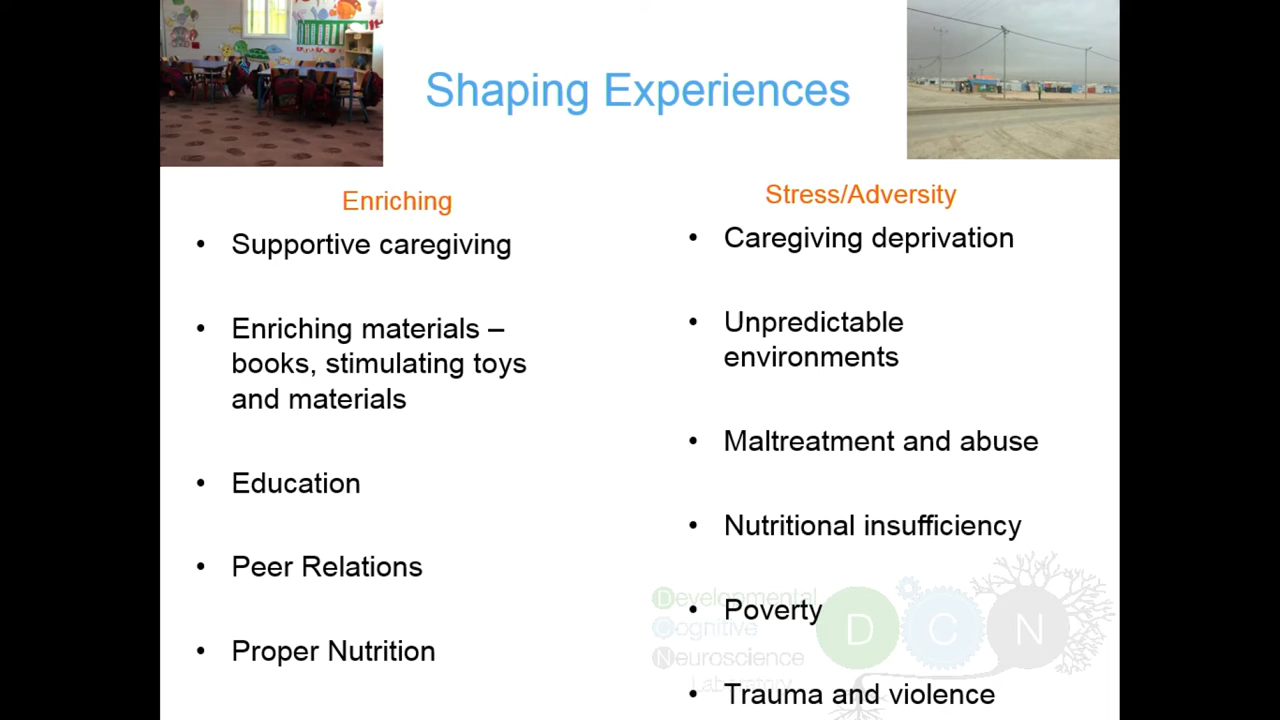 Shaping Experiences
Enriching
• Supportive caregiving
• Enriching materials –
books, stimulating toys
and materials
• Education
• Peer Relations
• Proper Nutrition
Stress/Adversity
• Caregiving deprivation
• Unpredictable
environments
• Maltreatment and abuse
• Nutritional insufficiency
• Poverty
• Trauma and violence
Developmental
Cognitive
Neuroscience
Laboratory
D C N